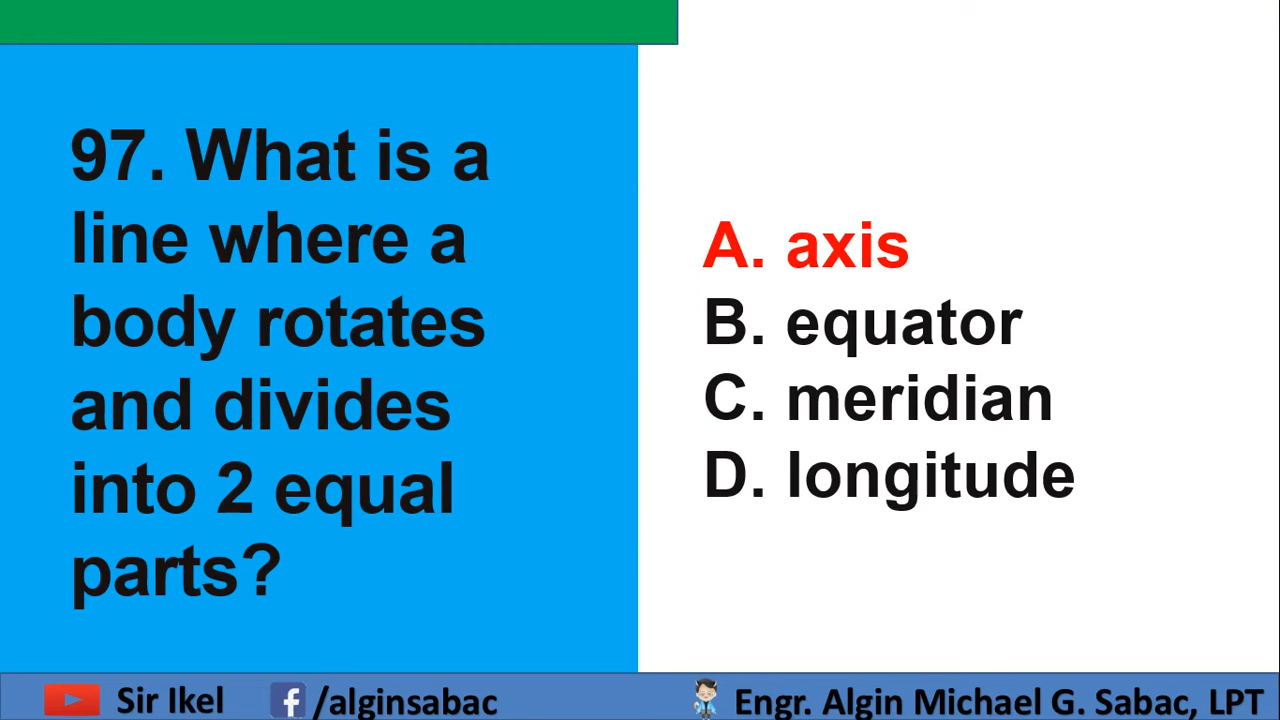 97. What is a
line where a
body rotates
and divides
into 2 equal
parts?
A. axis
B. equator
C. meridian
D. longitude
Sir Ikel
/alginsabac
Engr. Algin Michael G. Sabac, LPT